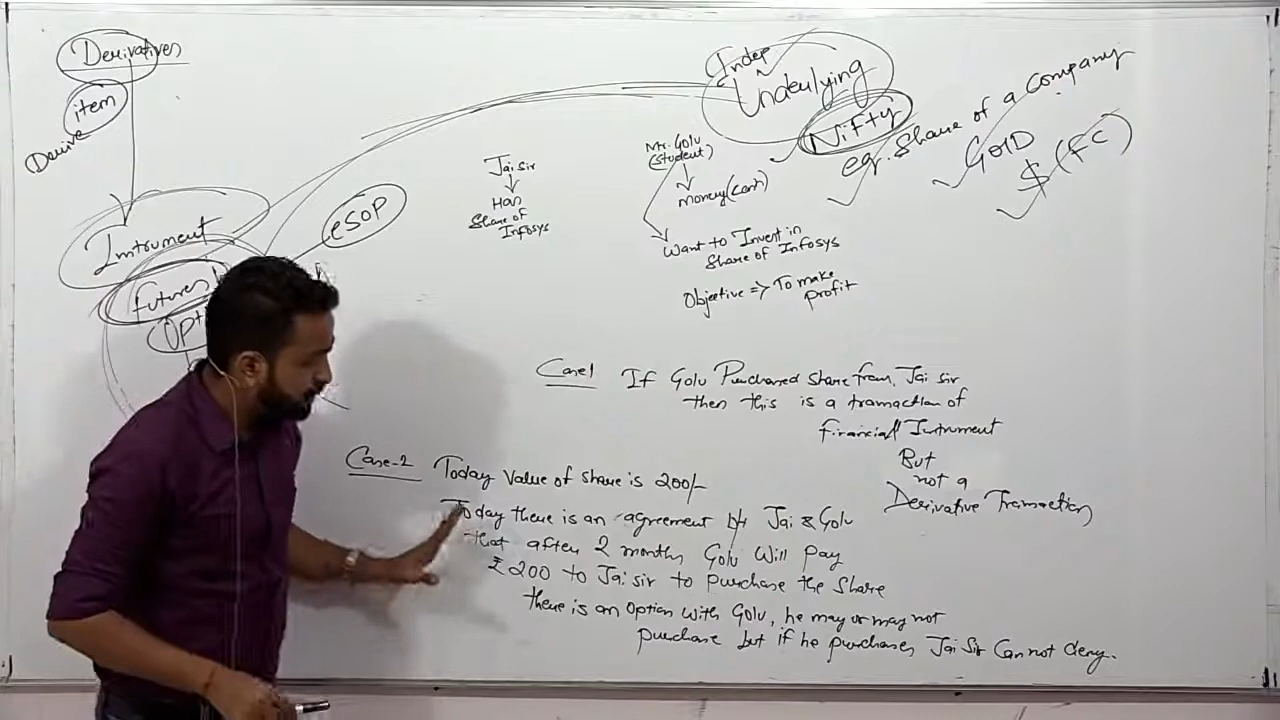 Derivatives
item
Derive
Instrument
futures
OPt
eSOP
Jai sir
↓
Has
Share of
Infosys
Mr. Golu
(student)
↓
money(cash)
Want to Invest in
Share of Infosys
Objective => To make
profit
Indep
Underlying
Nifty
eg. Share of a Company
GOLD
$ (FC)
Case 1 If Golu Purchased Share from Jai sir
then this is a transaction of
financial Instrument
But
not a
Derivative Transaction
Case-2 Today Value of share is 200/-
Today there is an agreement b/t Jai & Golu
that after 2 months Golu Will Pay
₹200 to Jai sir to purchase the share
there is an option with Golu, he may or may not
purchase but if he purchases Jai Sir Cannot deny.